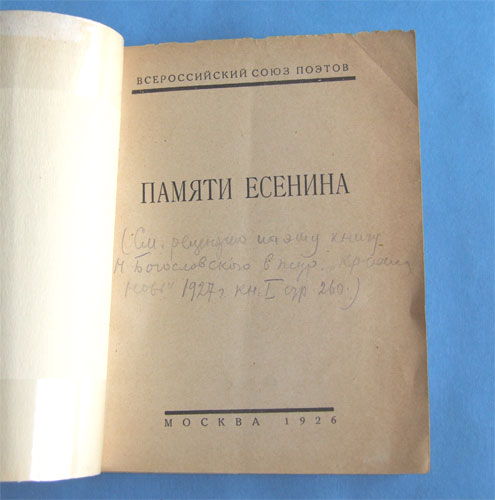 ВСЕРОССИЙСКИЙ СОЮЗ ПОЭТОВ
ПАМЯТИ ЕСЕНИНА
(См. рецензию на эту книгу
Н. Богословского в жур. „Красная
Новь“ 1927 г. кн. I стр. 260.)
МОСКВА 1926